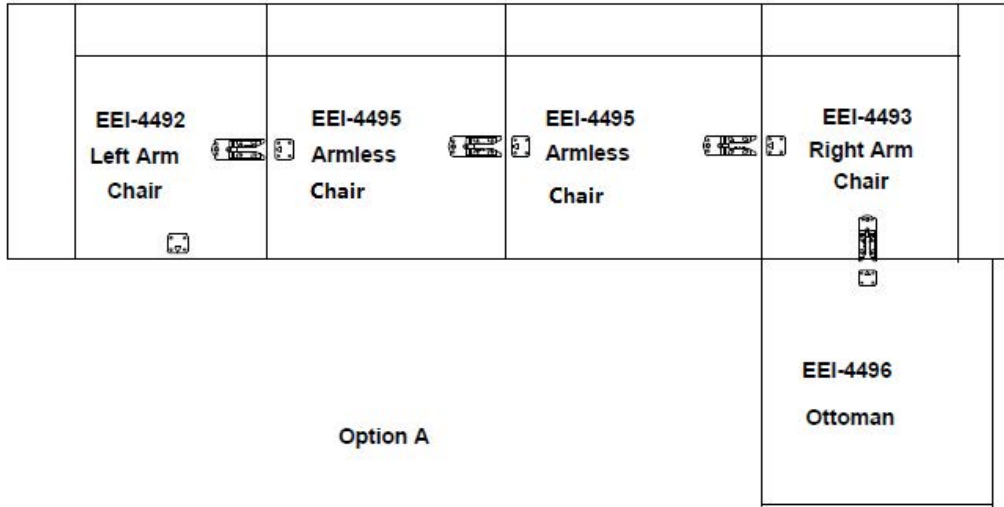 EEI-4492
Left Arm
Chair
EEI-4495
Armless
Chair
EEI-4495
Armless
Chair
EEI-4493
Right Arm
Chair
EEI-4496
Ottoman
Option A